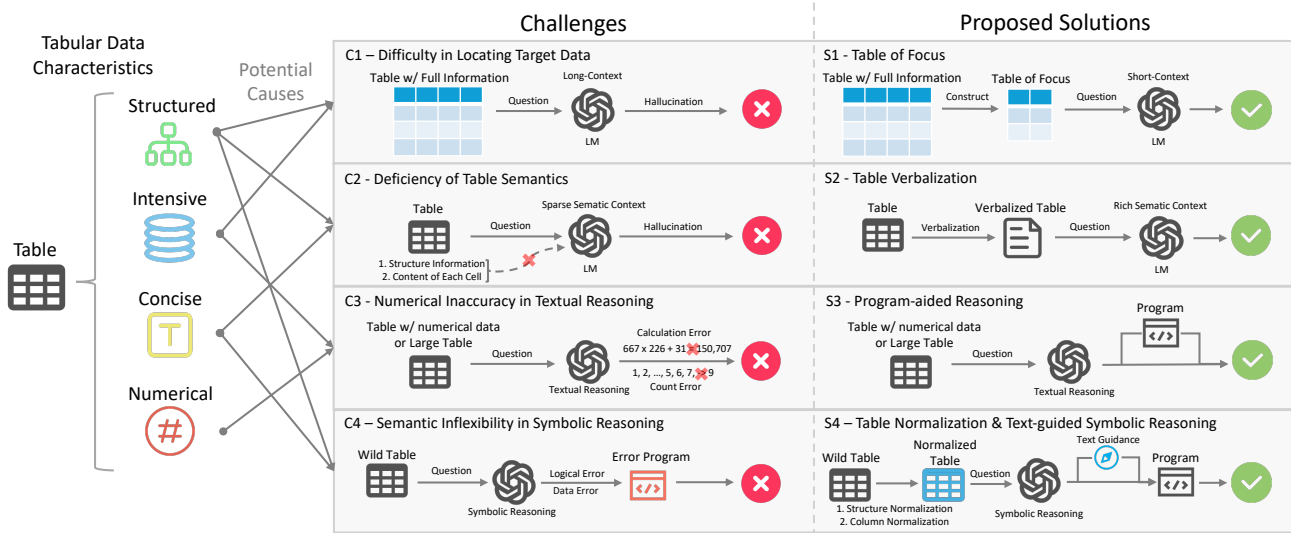 Challenges
Proposed Solutions
Tabular Data
Characteristics
Potential
Causes
Table
Structured
Intensive
Concise
T
Numerical
#
C1 – Difficulty in Locating Target Data
Table w/ Full Information
Question
Long-Context
LM
Hallucination
S1 - Table of Focus
Table w/ Full Information
Construct
Table of Focus
Question
Short-Context
LM
C2 - Deficiency of Table Semantics
Table
Question
Sparse Sematic Context
LM
Hallucination
1. Structure Information
2. Content of Each Cell
S2 - Table Verbalization
Table
Verbalization
Verbalized Table
Question
Rich Sematic Context
LM
C3 - Numerical Inaccuracy in Textual Reasoning
Table w/ numerical data
or Large Table
Question
Textual Reasoning
Calculation Error
667 x 226 + 31 = 150,707
1, 2, ..., 5, 6, 7, > 9
Count Error
S3 - Program-aided Reasoning
Table w/ numerical data
or Large Table
Question
Textual Reasoning
Program
</>
C4 – Semantic Inflexibility in Symbolic Reasoning
Wild Table
Question
Symbolic Reasoning
Logical Error
Data Error
Error Program
</>
S4 – Table Normalization & Text-guided Symbolic Reasoning
Wild Table
Normalized
Table
1. Structure Normalization
2. Column Normalization
Question
Symbolic Reasoning
Text Guidance
Program
</>